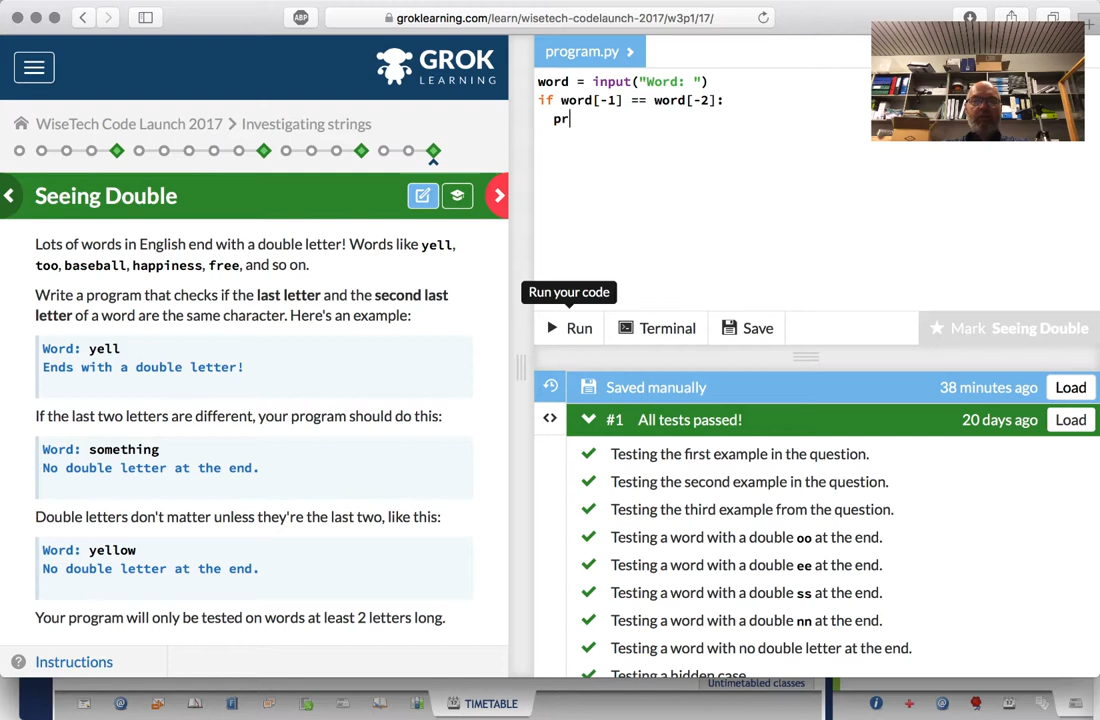 ABP
groklearning.com/learn/wisetech-codelaunch-2017/w3p1/17/
GROK
LEARNING
WiseTech Code Launch 2017 > Investigating strings
Seeing Double
Lots of words in English end with a double letter! Words like yell,
too, baseball, happiness, free, and so on.
Write a program that checks if the last letter and the second last
letter of a word are the same character. Here's an example:
Word: yell
Ends with a double letter!
If the last two letters are different, your program should do this:
Word: something
No double letter at the end.
Double letters don't matter unless they're the last two, like this:
Word: yellow
No double letter at the end.
Your program will only be tested on words at least 2 letters long.
? Instructions
program.py >
word = input("Word: ")
if word[-1] == word[-2]:
  pr
Run your code
Run
Terminal
Save
Mark Seeing Double
Saved manually 38 minutes ago Load
#1 All tests passed! 20 days ago Load
Testing the first example in the question.
Testing the second example in the question.
Testing the third example from the question.
Testing a word with a double oo at the end.
Testing a word with a double ee at the end.
Testing a word with a double ss at the end.
Testing a word with a double nn at the end.
Testing a word with no double letter at the end.
Testing a hidden case.
Untimetabled classes
TIMETABLE